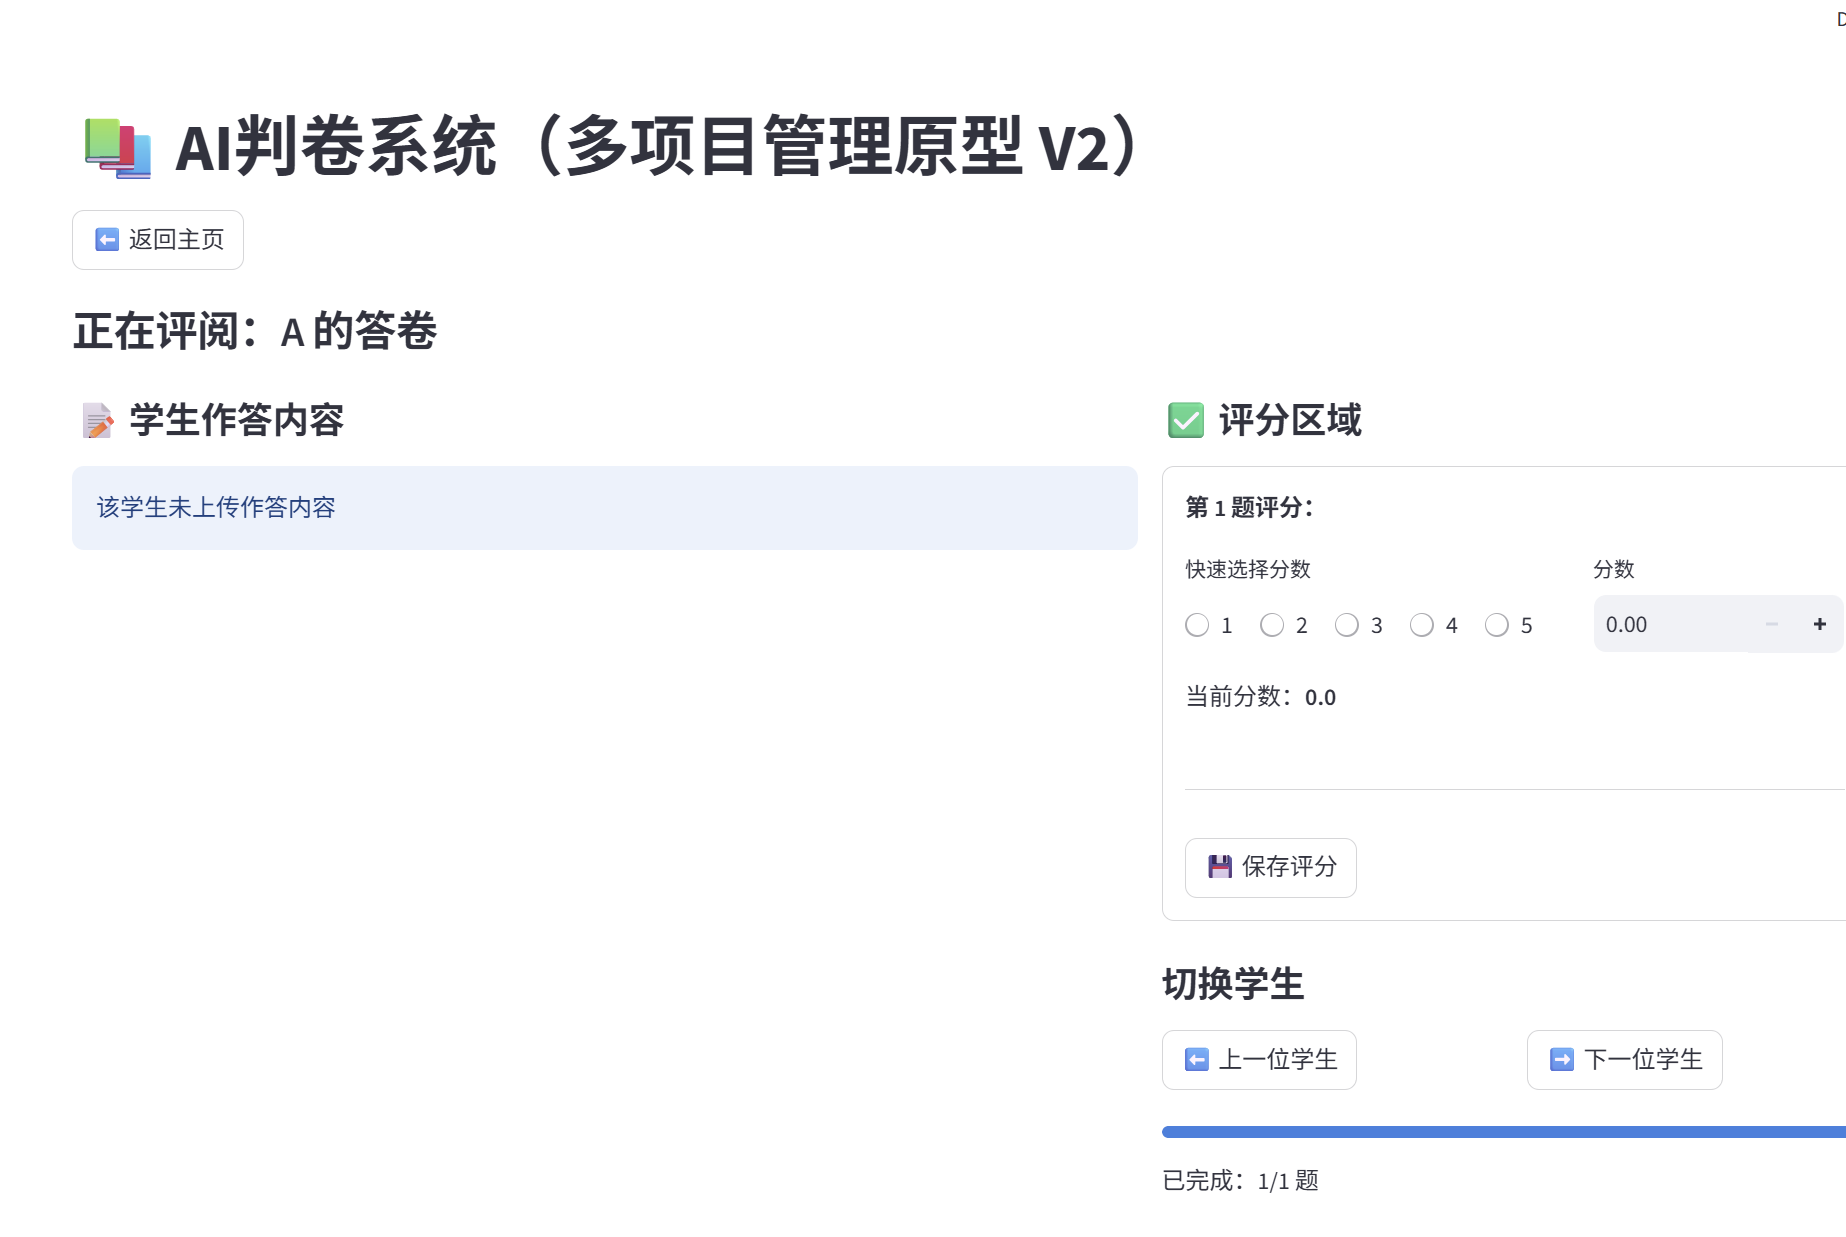 D
AI判卷系统（多项目管理原型 V2）
返回主页
正在评阅：A 的答卷
学生作答内容
该学生未上传作答内容
评分区域
第 1 题评分：
快速选择分数
1 2 3 4 5
分数
0.00
当前分数：0.0
保存评分
切换学生
上一位学生
下一位学生
已完成：1/1 题